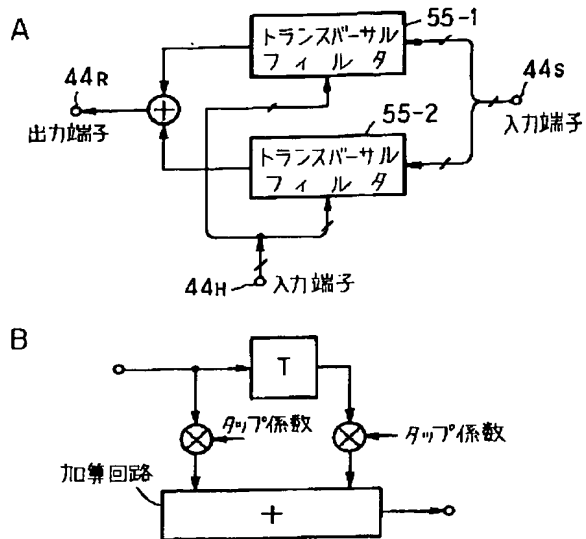 A
55-1
トランスバーサル
フィルタ
44R
出力端子
+
44S
入力端子
55-2
トランスバーサル
フィルタ
44H
入力端子
B
T
タップ係数
タップ係数
加算回路
+